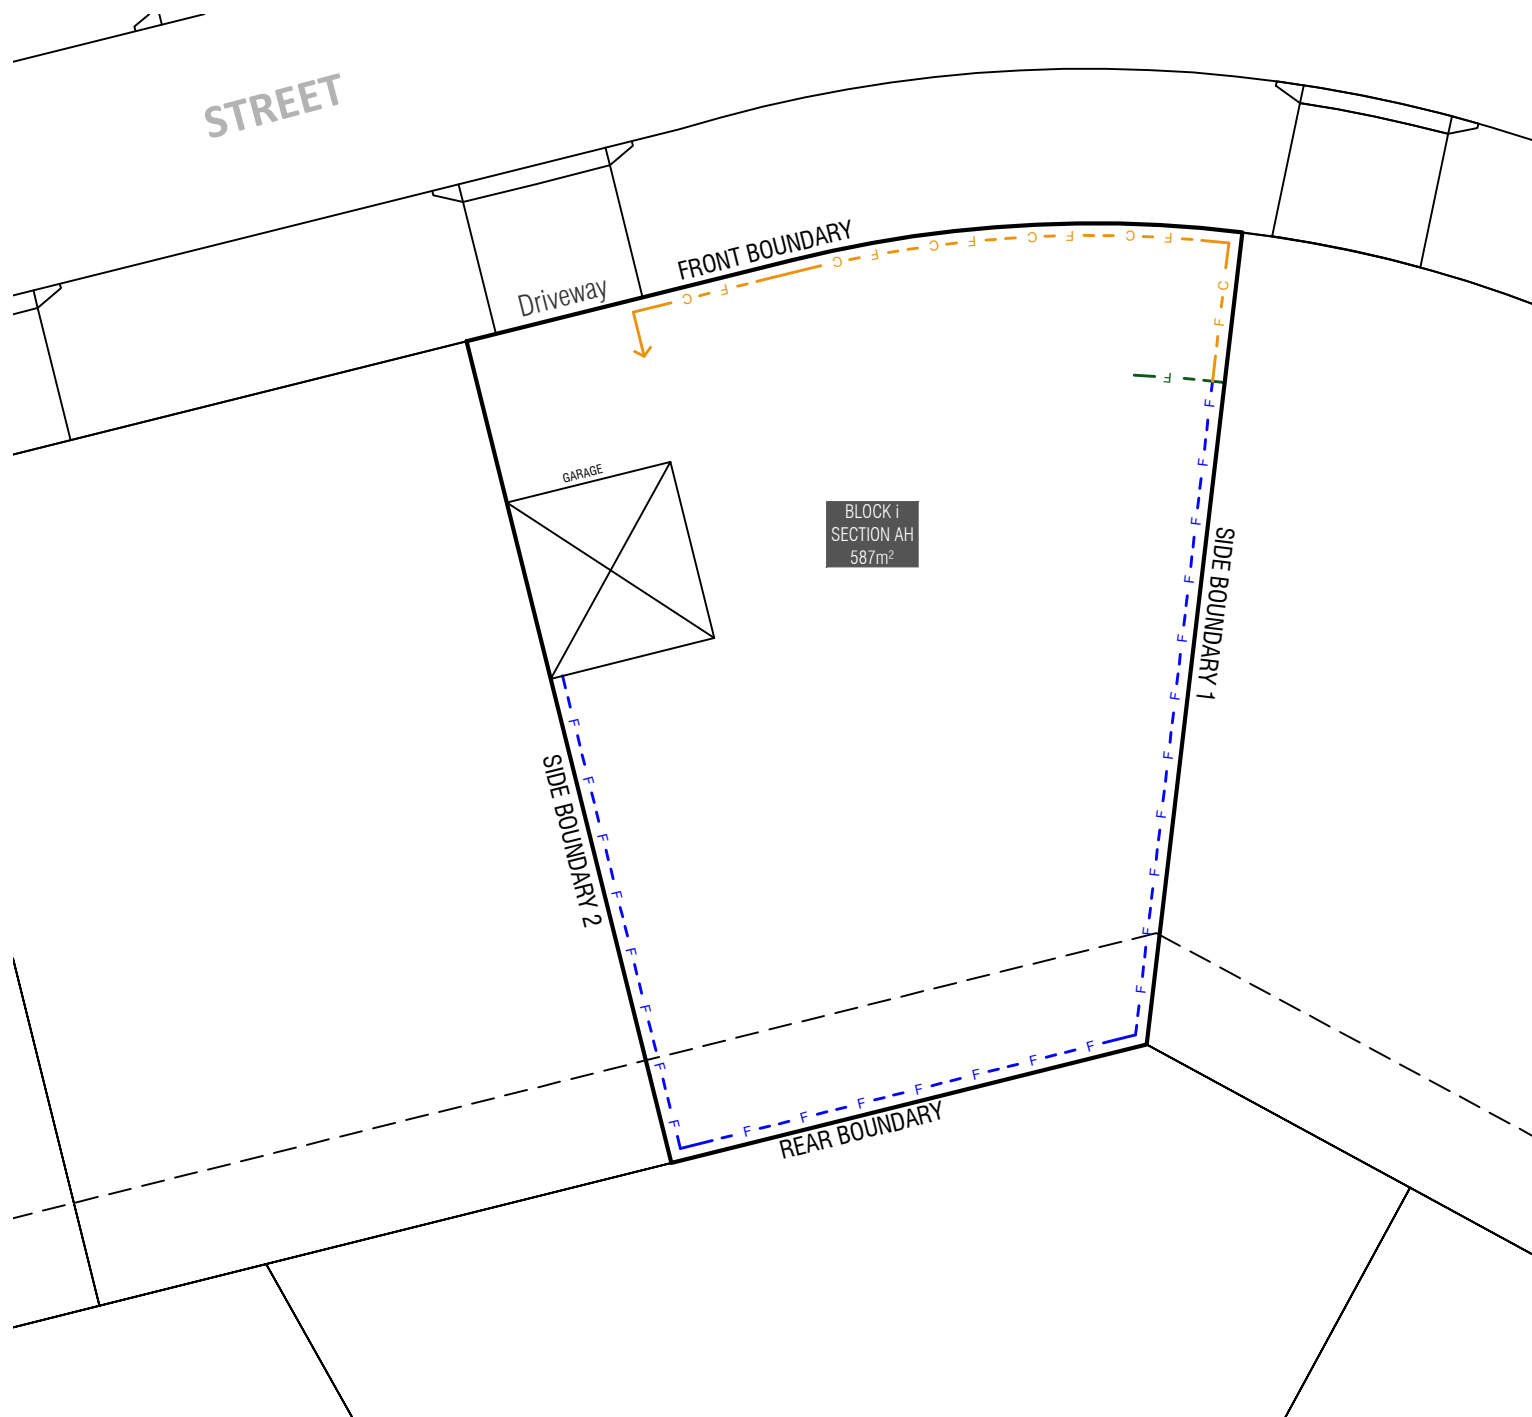 STREET
FRONT BOUNDARY
Driveway
C F C F C F C F C F
C
F
F
GARAGE
BLOCK i
SECTION AH
587m²
SIDE BOUNDARY 1
F
F
F
F
F
F
F
F
F
F
F
SIDE BOUNDARY 2
F
F
F
F
F
F
F
F
F F F F F F F
REAR BOUNDARY